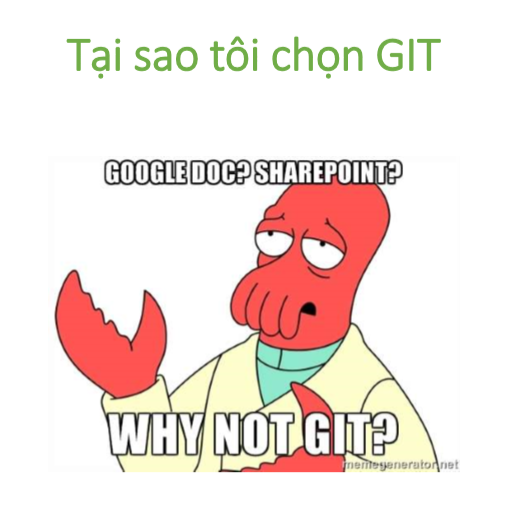 Tại sao tôi chọn GIT
GOOGLE DOC? SHAREPOINT?
WHY NOT GIT?
memegenerator.net